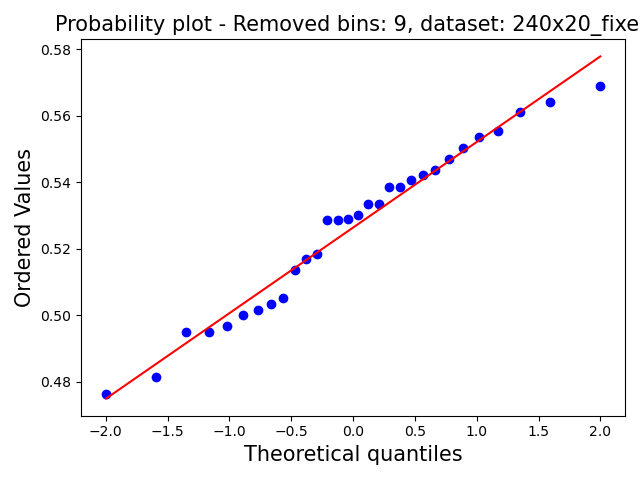 Probability plot - Removed bins: 9, dataset: 240x20_fixe
Ordered Values
0.58
0.56
0.54
0.52
0.50
0.48
−2.0 −1.5 −1.0 −0.5 0.0 0.5 1.0 1.5 2.0
Theoretical quantiles